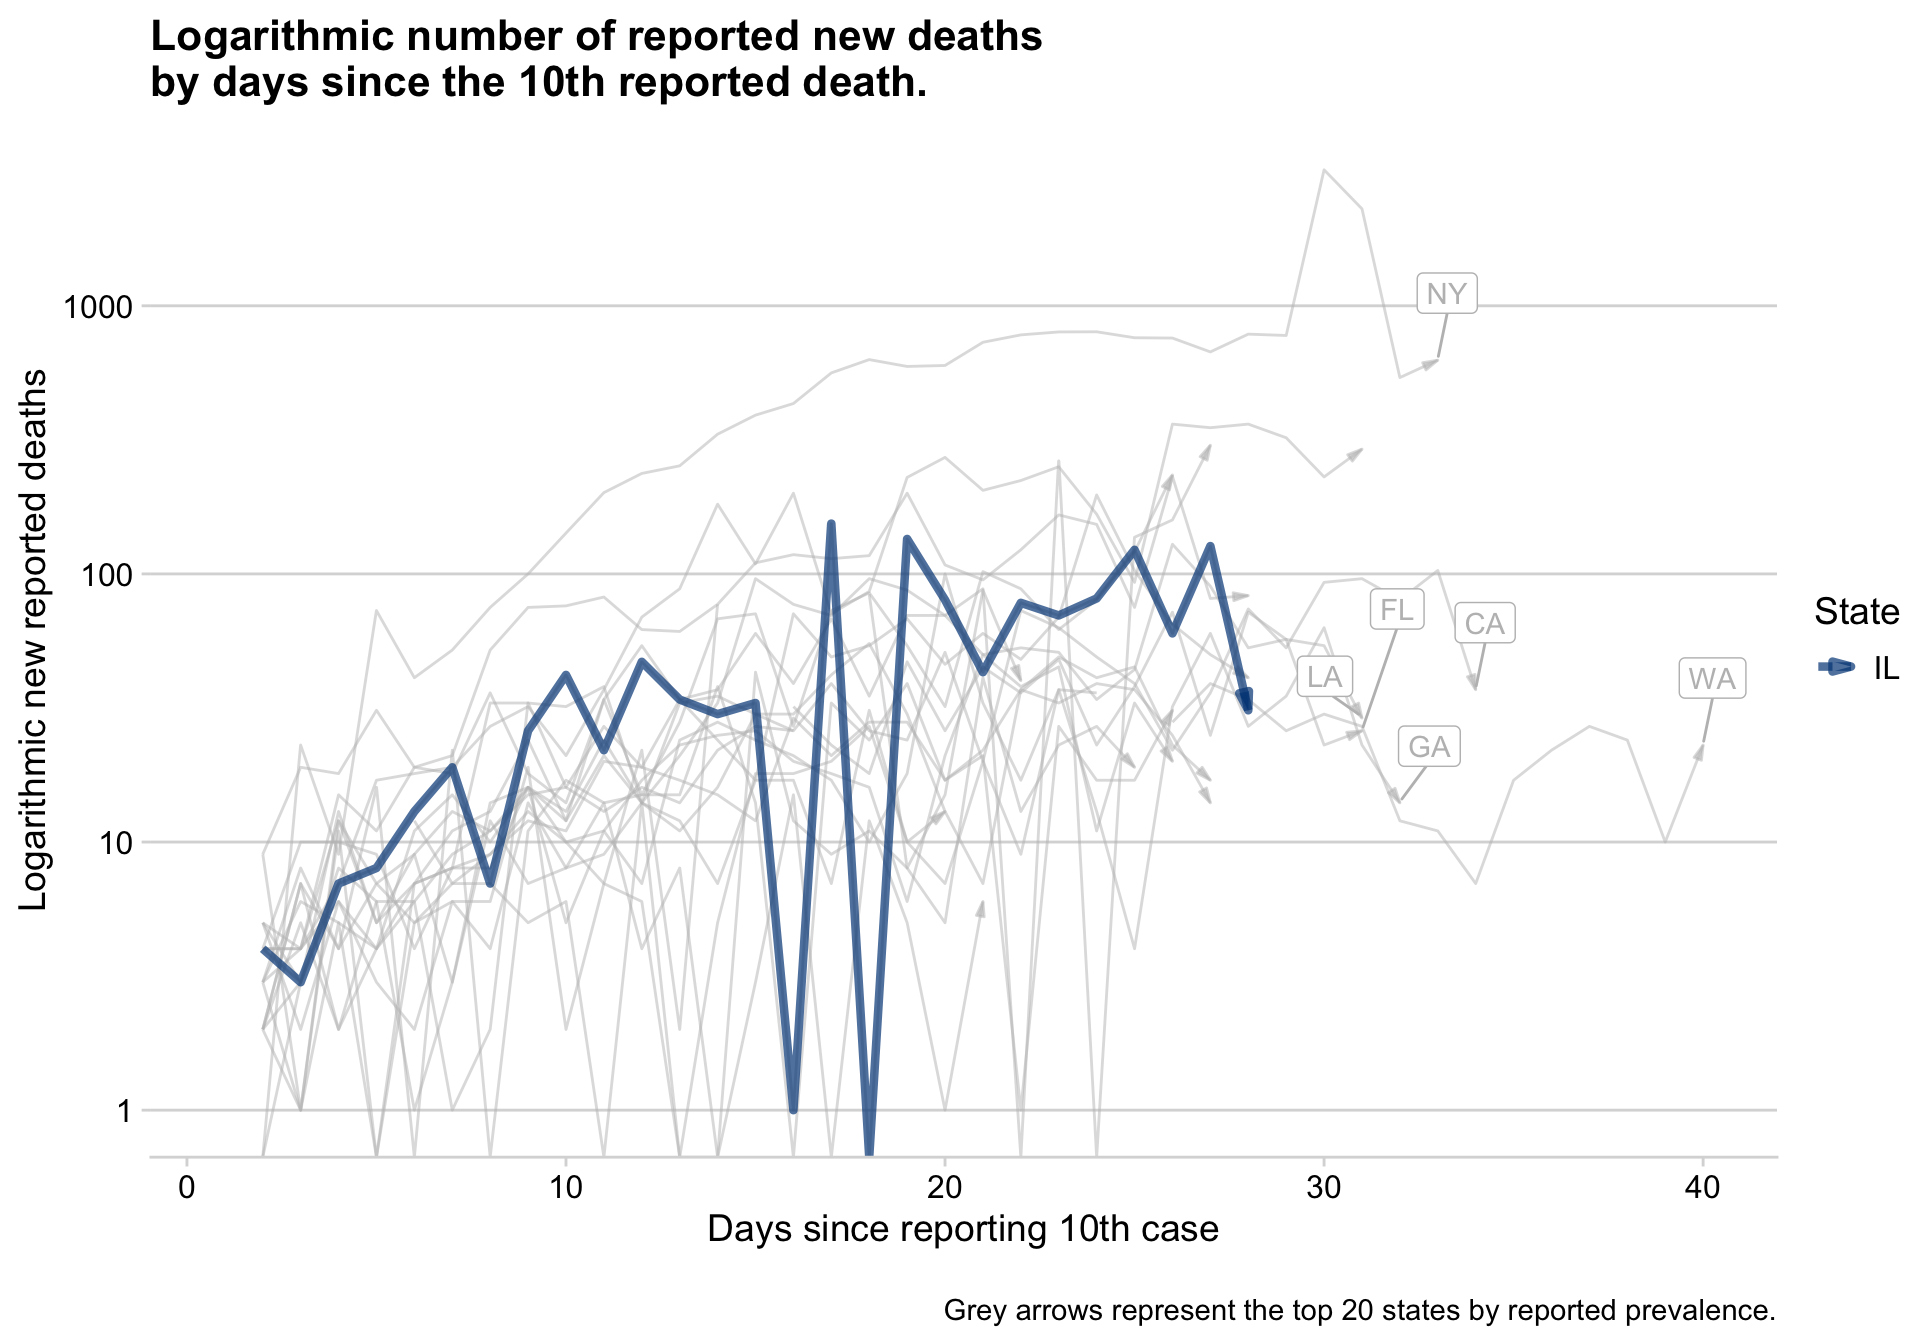 Logarithmic number of reported new deaths
by days since the 10th reported death.
Logarithmic new reported deaths
1000
100
10
1
NY
FL
CA
LA
WA
GA
State
IL
0
10
20
30
40
Days since reporting 10th case
Grey arrows represent the top 20 states by reported prevalence.